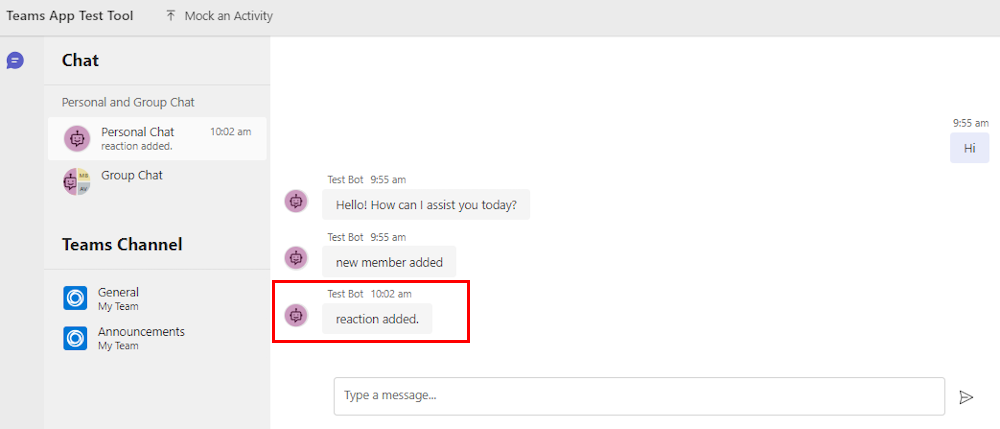 Teams App Test Tool
Mock an Activity
Chat
Personal and Group Chat
Personal Chat 10:02 am
reaction added.
MB
AV
Group Chat
Teams Channel
General
My Team
Announcements
My Team
9:55 am
Hi
Test Bot 9:55 am
Hello! How can I assist you today?
Test Bot 9:55 am
new member added
Test Bot 10:02 am
reaction added.
Type a message...